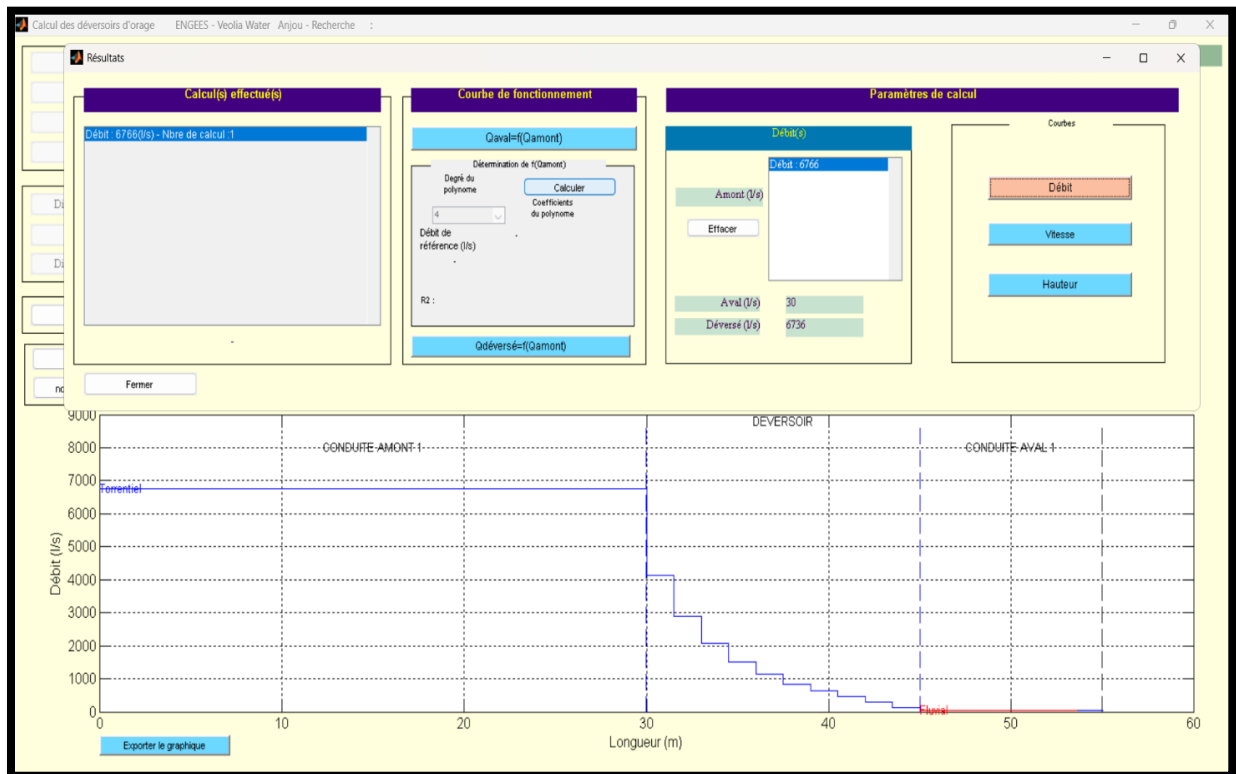 Calcul des déversoirs d'orage ENGEES - Veolia Water Anjou - Recherche :
Résultats
Calcul(s) effectué(s)
Débit : 6766(l/s) - Nbre de calcul :1
-
Fermer
Courbe de fonctionnement
Qaval=f(Qamont)
Détermination de f(Qamont)
Degré du
polynome
Calculer
4
Coefficients
du polynome
Débit de
référence (l/s)
-
-
R2 :
Qdéversé=f(Qamont)
Paramètres de calcul
Débit(s)
Débit : 6766
Amont (l/s)
Effacer
Aval (l/s) 30
Déversé (l/s) 6736
Courbes
Débit
Vitesse
Hauteur
Di
Di
no
DEVERSOIR
CONDUITE AMONT 1
CONDUITE AVAL 1
Torrentiel
Fluvial
Débit (l/s)
9000
8000
7000
6000
5000
4000
3000
2000
1000
0
0 10 20 30 40 50 60
Longueur (m)
Exporter le graphique